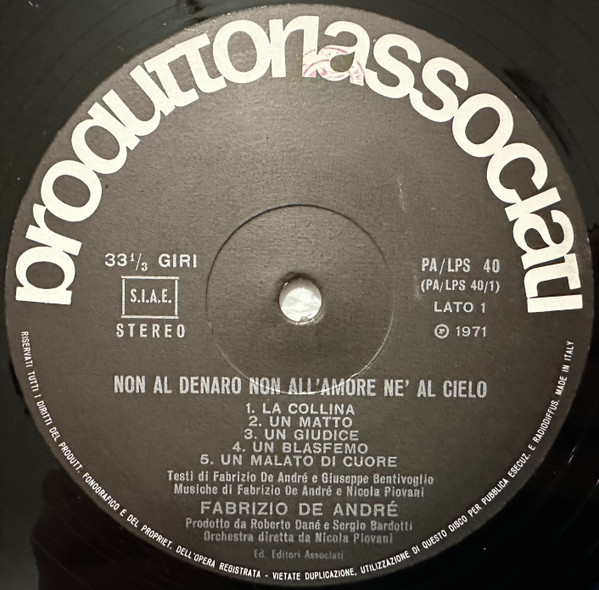 produttoriassociati
33 1/3 GIRI
S.I.A.E.
STEREO
PA/LPS 40
(PA/LPS 40/1)
LATO 1
Ⓟ 1971
NON AL DENARO NON ALL'AMORE NE' AL CIELO
1. LA COLLINA
2. UN MATTO
3. UN GIUDICE
4. UN BLASFEMO
5. UN MALATO DI CUORE
Testi di Fabrizio De André e Giuseppe Bentivoglio
Musiche di Fabrizio De André e Nicola Piovani
FABRIZIO DE ANDRÉ
Prodotto da Roberto Danè e Sergio Bardotti
Orchestra diretta da Nicola Piovani
Ed. Editori Associati
RISERVATI TUTTI I DIRITTI DEL PRODUTT. FONOGRAFICO E DEL PROPRIET. DELL'OPERA REGISTRATA - VIETATE DUPLICAZIONE, UTILIZZAZIONE DI QUESTO DISCO PER PUBBLICA ESECUZ. E RADIODIFFUS. MADE IN ITALY